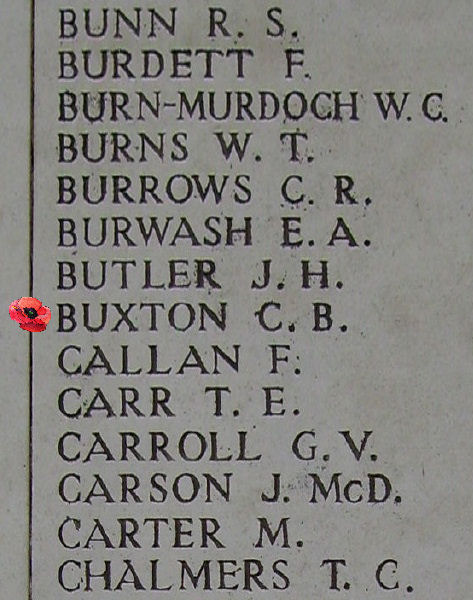 BUNN R. S.
BURDETT F.
BURN-MURDOCH W. C.
BURNS W. T.
BURROWS C. R.
BURWASH E. A.
BUTLER J. H.
BUXTON C. B.
CALLAN F.
CARR T. E.
CARROLL G. V.
CARSON J. McD.
CARTER M.
CHALMERS T. C.